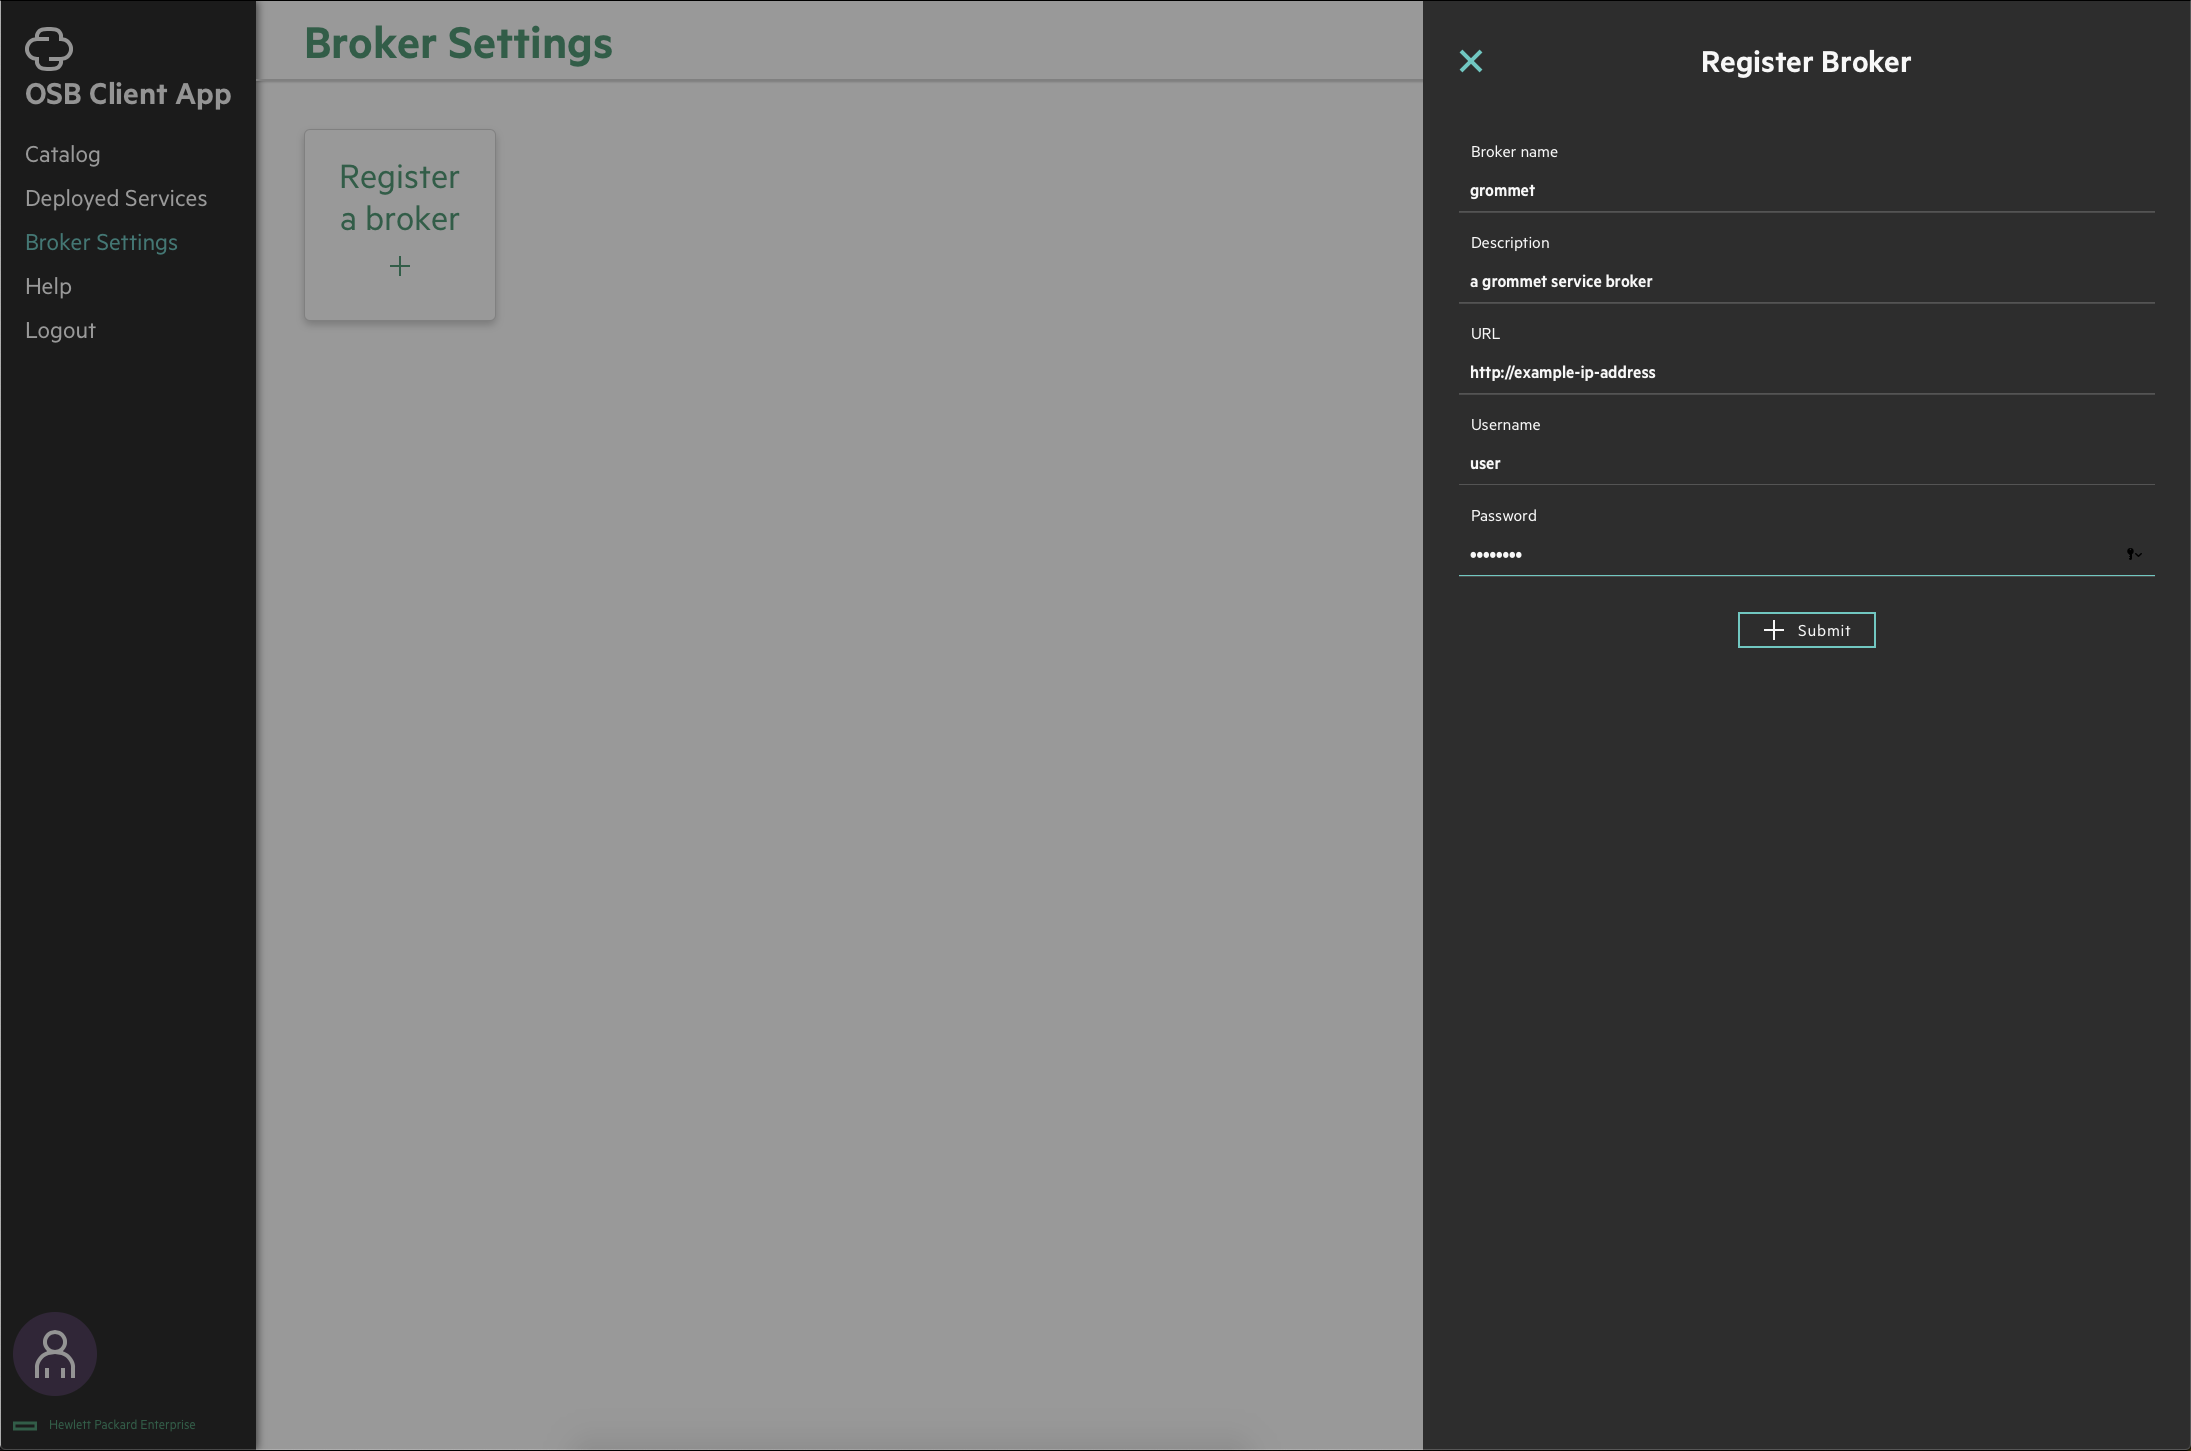 OSB Client App
Catalog
Deployed Services
Broker Settings
Help
Logout
Hewlett Packard Enterprise
Broker Settings
Register
a broker
Register Broker
Broker name
grommet
Description
a grommet service broker
URL
http://example-ip-address
Username
user
Password
••••••••
Submit